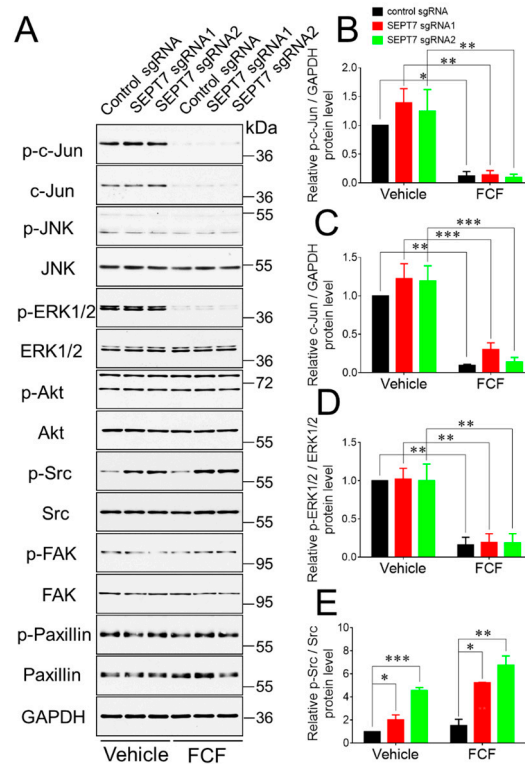 A
Control sgRNA
SEPT7 sgRNA1
SEPT7 sgRNA2
Control sgRNA
SEPT7 sgRNA1
SEPT7 sgRNA2
kDa
p-c-Jun
36
c-Jun
36
p-JNK
55
JNK
55
p-ERK1/2
36
ERK1/2
36
p-Akt
72
Akt
55
p-Src
55
Src
55
p-FAK
95
FAK
95
p-Paxillin
55
Paxillin
55
GAPDH
36
Vehicle
FCF
B
control sgRNA
SEPT7 sgRNA1
SEPT7 sgRNA2
Relative p-c-Jun / GAPDH
protein level
2.0
1.5
1.0
0.5
0.0
*
**
**
Vehicle
FCF
C
Relative c-Jun / GAPDH
protein level
1.5
1.0
0.5
0.0
**
***
***
Vehicle
FCF
D
Relative p-ERK1/2 / ERK1/2
protein level
1.5
1.0
0.5
0.0
**
**
**
Vehicle
FCF
E
Relative p-Src / Src
protein level
10
8
6
4
2
0
*
***
*
**
Vehicle
FCF